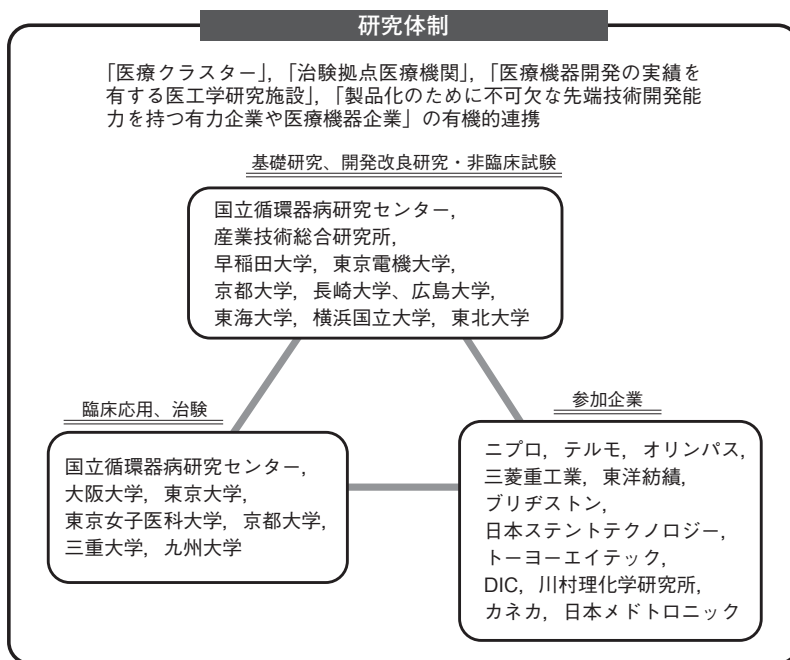 研究体制
「医療クラスター」，「治験拠点医療機関」，「医療機器開発の実績を
有する医工学研究施設」，「製品化のために不可欠な先端技術開発能
力を持つ有力企業や医療機器企業」の有機的連携
基礎研究、開発改良研究・非臨床試験
国立循環器病研究センター，
産業技術総合研究所，
早稲田大学，東京電機大学，
京都大学，長崎大学、広島大学，
東海大学，横浜国立大学，東北大学
臨床応用、治験
国立循環器病研究センター，
大阪大学，東京大学，
東京女子医科大学，京都大学，
三重大学，九州大学
参加企業
ニプロ，テルモ，オリンパス，
三菱重工業，東洋紡績，
ブリヂストン，
日本ステントテクノロジー，
トーヨーエイテック，
DIC，川村理化学研究所，
カネカ，日本メドトロニック